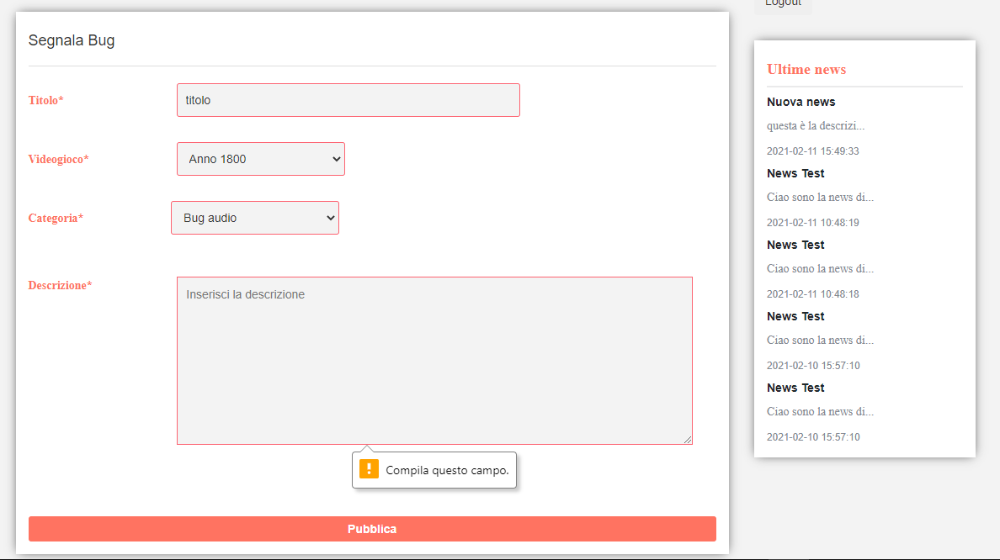 Logout
Segnala Bug
Titolo*
titolo
Videogioco*
Anno 1800
Categoria*
Bug audio
Descrizione*
Inserisci la descrizione
Compila questo campo.
Pubblica
Ultime news
Nuova news
questa è la descrizi...
2021-02-11 15:49:33
News Test
Ciao sono la news di...
2021-02-11 10:48:19
News Test
Ciao sono la news di...
2021-02-11 10:48:18
News Test
Ciao sono la news di...
2021-02-10 15:57:10
News Test
Ciao sono la news di...
2021-02-10 15:57:10